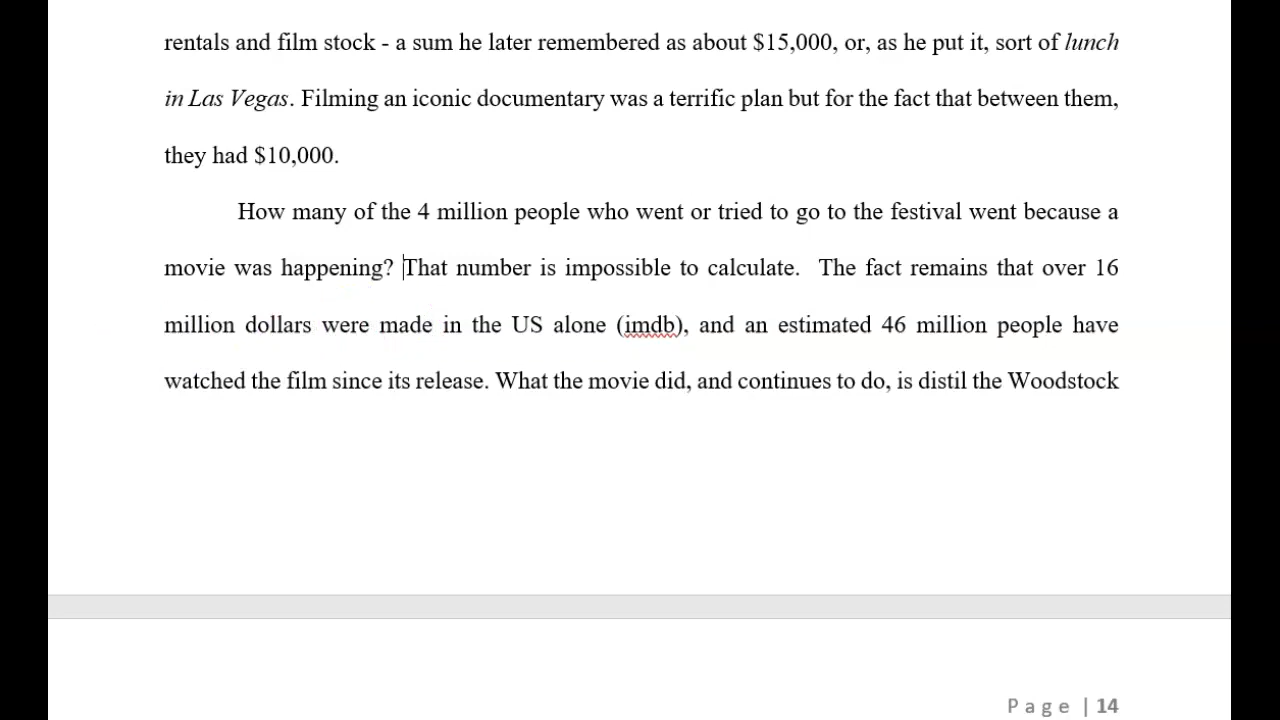 rentals and film stock - a sum he later remembered as about $15,000, or, as he put it, sort of lunch
in Las Vegas. Filming an iconic documentary was a terrific plan but for the fact that between them,
they had $10,000.
How many of the 4 million people who went or tried to go to the festival went because a
movie was happening? That number is impossible to calculate.  The fact remains that over 16
million dollars were made in the US alone (imdb), and an estimated 46 million people have
watched the film since its release. What the movie did, and continues to do, is distil the Woodstock
Page | 14